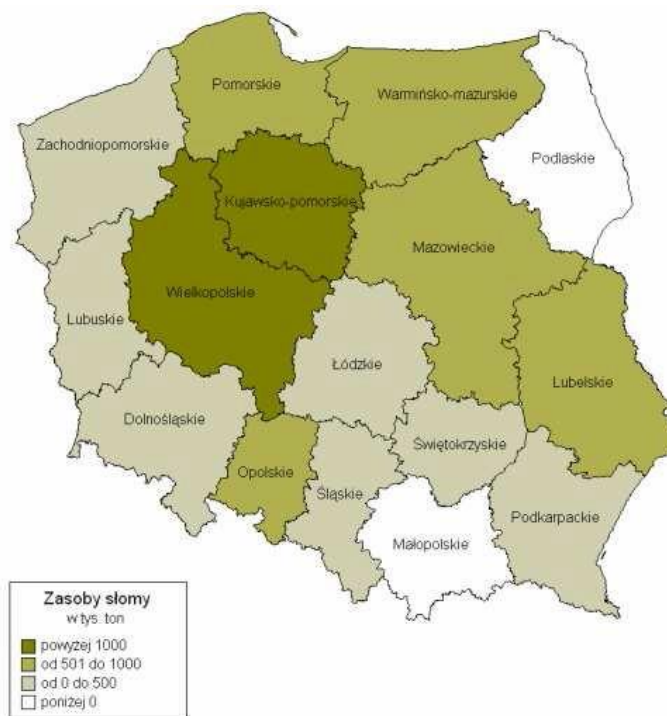 Pomorskie
Warmińsko-mazurskie
Zachodniopomorskie
Podlaskie
Kujawsko-pomorskie
Mazowieckie
Wielkopolskie
Lubuskie
Łódzkie
Lubelskie
Dolnośląskie
Świętokrzyskie
Opolskie
Śląskie
Podkarpackie
Małopolskie
Zasoby słomy
w tys. ton
powyżej 1000
od 501 do 1000
od 0 do 500
poniżej 0